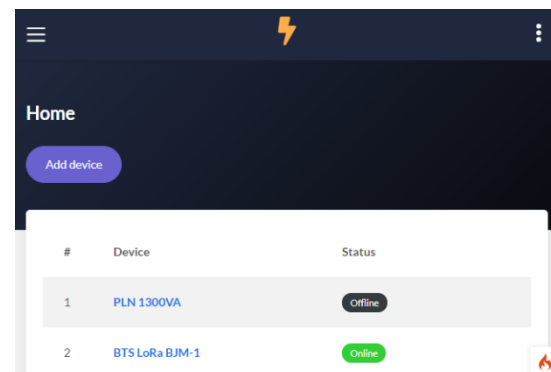 Home
Add device
# Device Status
1 PLN 1300VA Offline
2 BTS LoRa BJM-1 Online